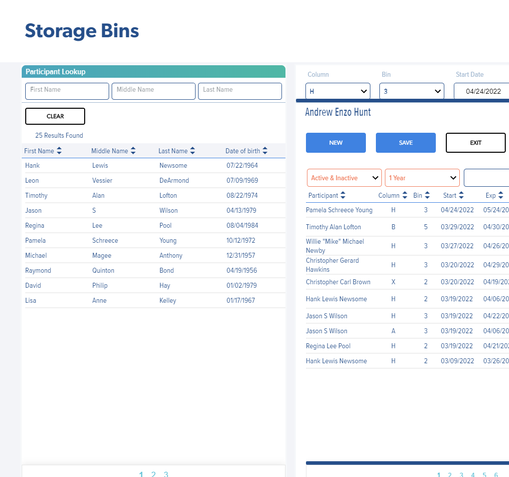 Storage Bins
Participant Lookup
First Name Middle Name Last Name
CLEAR
25 Results Found
First Name Middle Name Last Name Date of birth
Hank Lewis Newsome 07/22/1964
Leon Vessier DeArmond 07/09/1969
Timothy Alan Lofton 08/22/1974
Jason S Wilson 04/13/1979
Regina Lee Pool 08/04/1984
Pamela Schreece Young 10/12/1972
Michael Magee Anthony 12/31/1957
Raymond Quinton Bond 04/19/1956
David Philip Hay 01/02/1979
Lisa Anne Kelley 01/17/1967
1 2 3
Column Bin Start Date
H 3 04/24/2022
Andrew Enzo Hunt
NEW SAVE EXIT
Active & Inactive 1 Year
Participant Column Bin Start Exp
Pamela Schreece Young H 3 04/24/2022 05/24/20
Timothy Alan Lofton B 5 03/29/2022 04/30/20
Willie "Mike" Michael
Newby H 3 03/27/2022 04/26/20
Christopher Gerard
Hawkins H 3 03/20/2022 04/29/20
Christopher Carl Brown X 2 03/20/2022 04/19/20
Hank Lewis Newsome H 2 03/19/2022 04/06/20
Jason S Wilson H 3 03/19/2022 04/22/20
Jason S Wilson A 3 03/19/2022 04/06/20
Regina Lee Pool H 2 03/19/2022 04/21/202
Hank Lewis Newsome H 2 03/09/2022 03/26/20
1 2 3 4 5 6